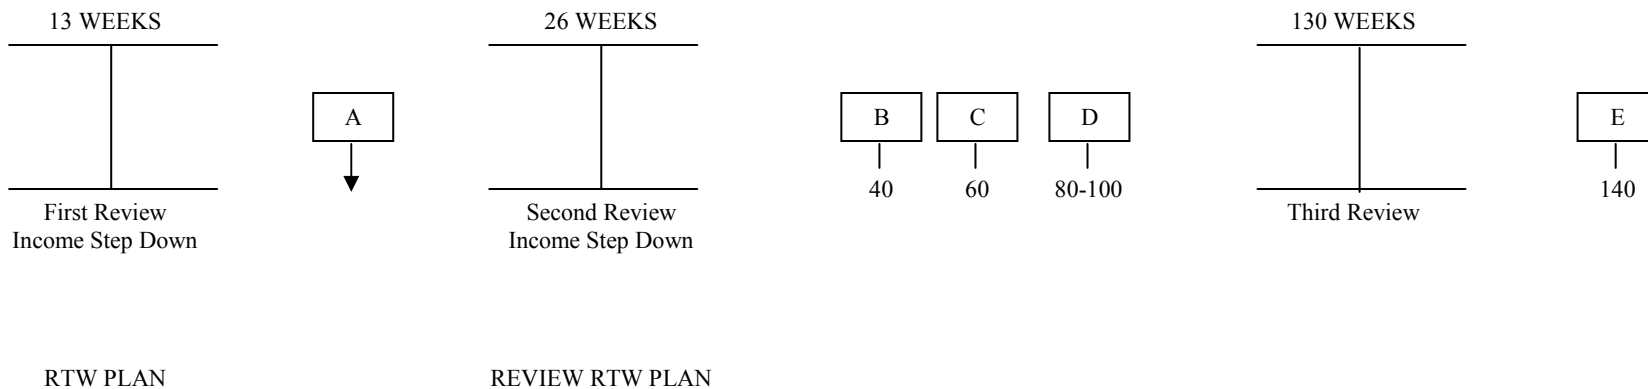 13 WEEKS
26 WEEKS
130 WEEKS
A
B
C
D
E
40
60
80-100
140
First Review
Income Step Down
Second Review
Income Step Down
Third Review
RTW PLAN
REVIEW RTW PLAN